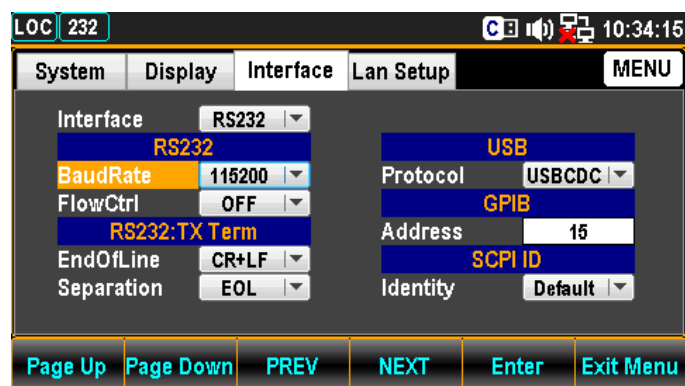 LOC 232 C 10:34:15
System Display Interface Lan Setup MENU
Interface RS232
RS232 USB
BaudRate 115200 Protocol USBCDC
FlowCtrl OFF GPIB
RS232:TX Term Address 15
EndOfLine CR+LF SCPI ID
Separation EOL Identity Default
Page Up Page Down PREV NEXT Enter Exit Menu